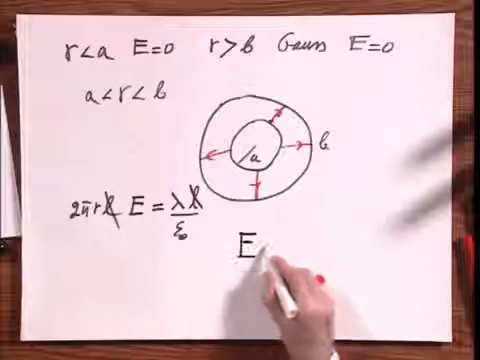 r<a E=0 r>b Gauss E=0
a<r<b
a
b
2πrl E = λl/ε₀
E